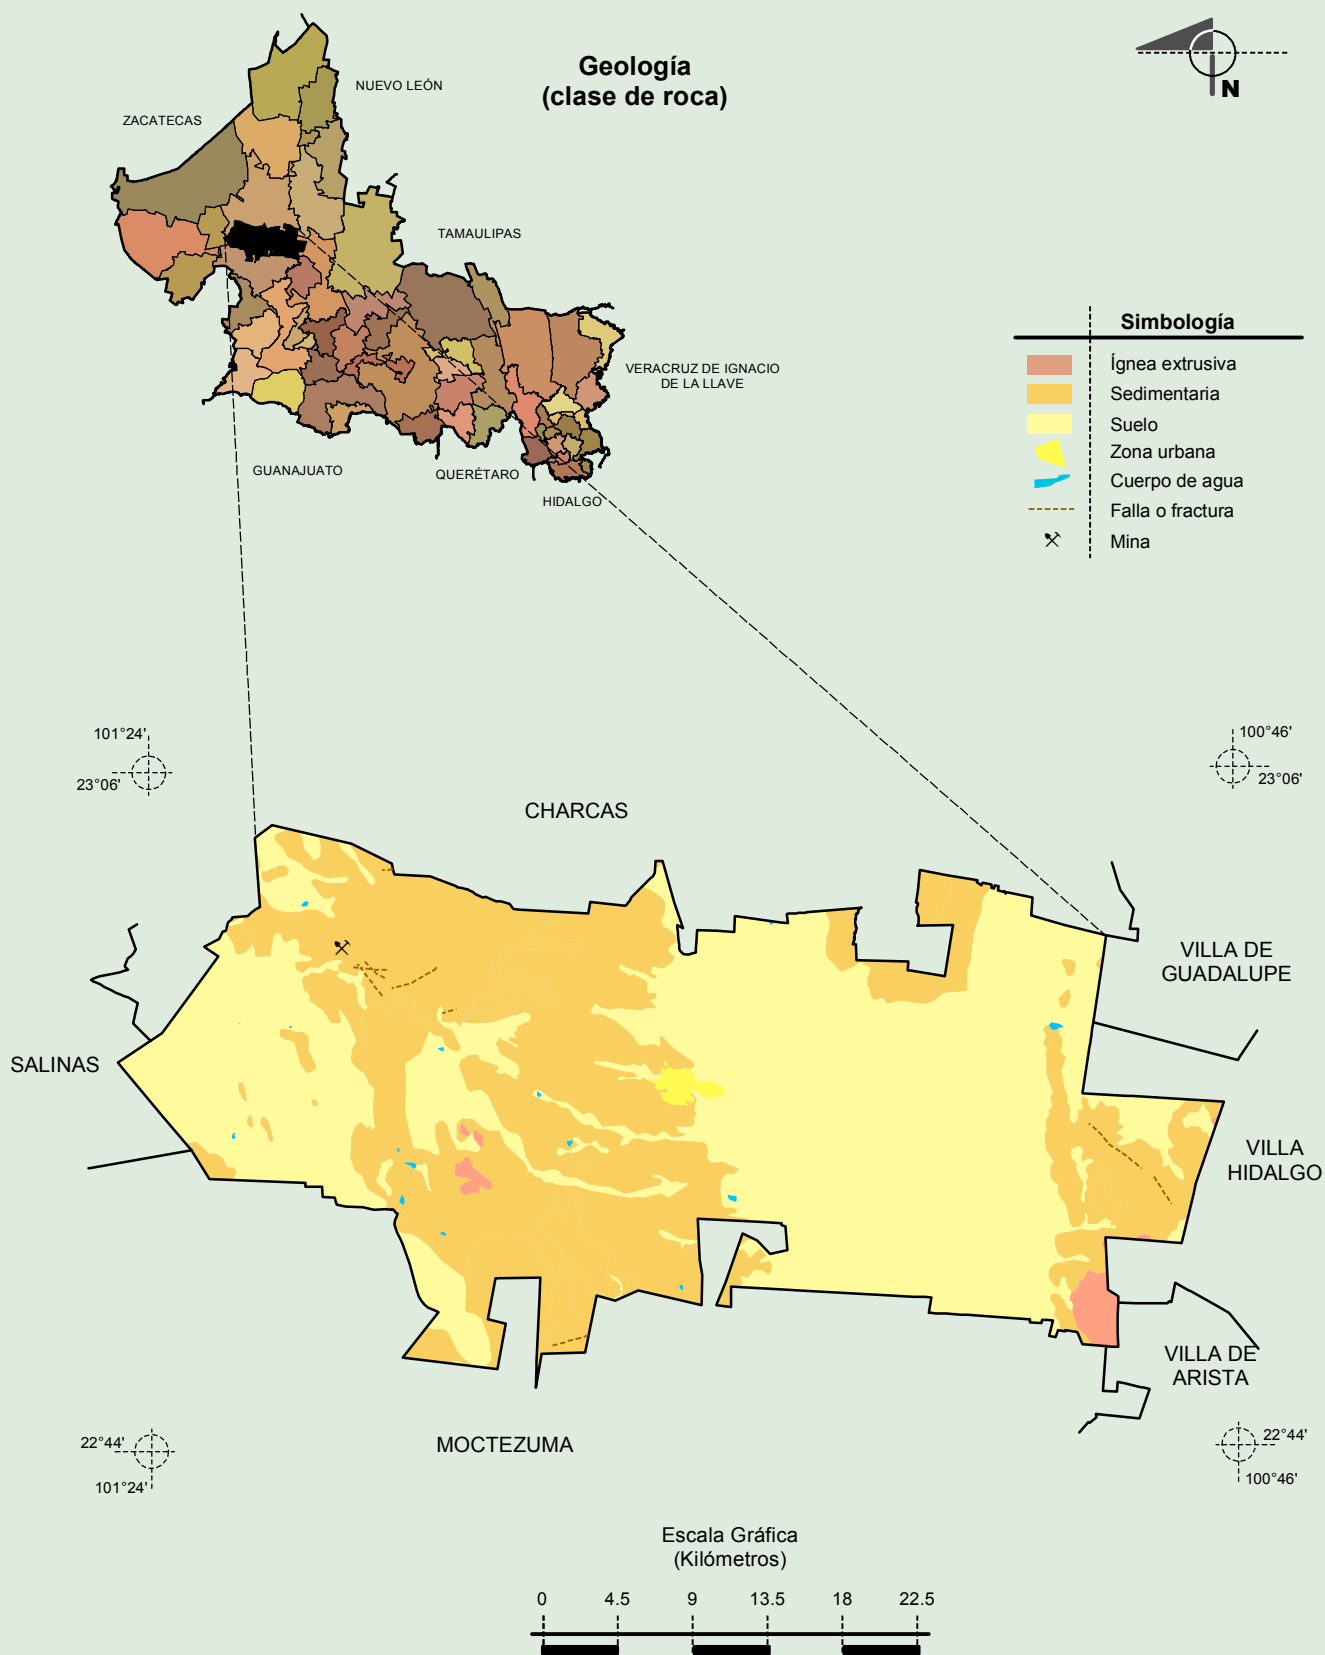 Geología
(clase de roca)
N
NUEVO LEÓN
ZACATECAS
TAMAULIPAS
VERACRUZ DE IGNACIO
DE LA LLAVE
GUANAJUATO
QUERÉTARO
HIDALGO
Simbología
Ígnea extrusiva
Sedimentaria
Suelo
Zona urbana
Cuerpo de agua
Falla o fractura
Mina
101°24'
23°06'
100°46'
23°06'
CHARCAS
VILLA DE
GUADALUPE
SALINAS
VILLA
HIDALGO
VILLA DE
ARISTA
MOCTEZUMA
22°44'
101°24'
22°44'
100°46'
Escala Gráfica
(Kilómetros)
0 4.5 9 13.5 18 22.5